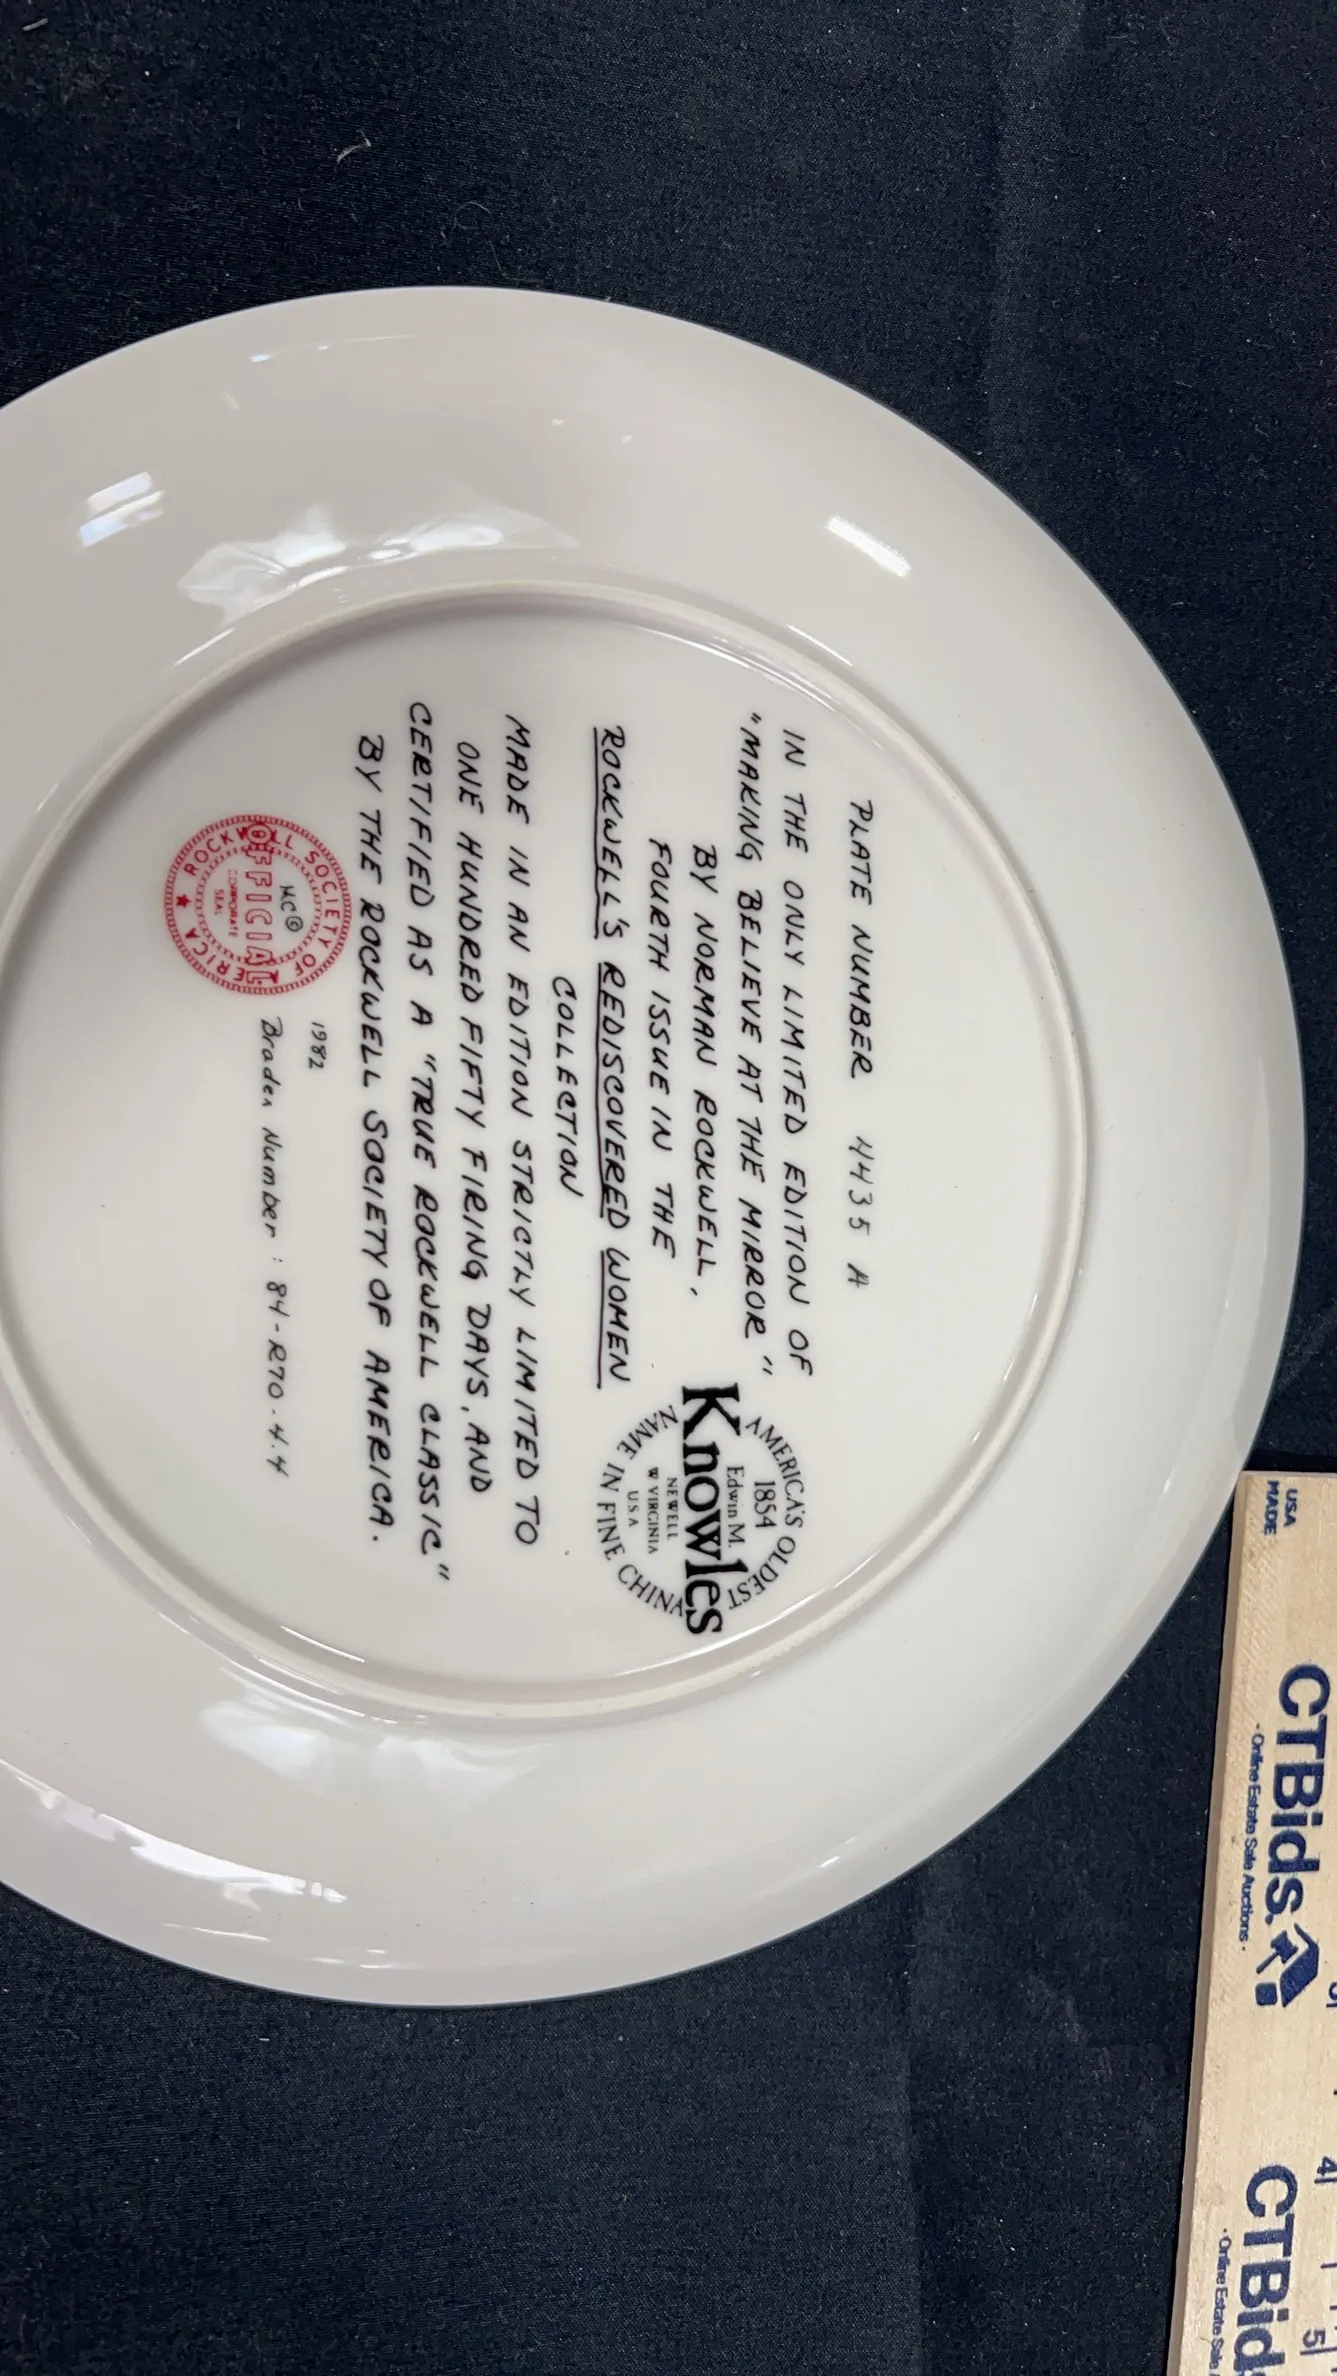 PLATE NUMBER 4435 A
IN THE ONLY LIMITED EDITION OF
"MAKING BELIEVE AT THE MIRROR"
BY NORMAN ROCKWELL,
FOURTH ISSUE IN THE
ROCKWELL'S REDISCOVERED WOMEN
COLLECTION
MADE IN AN EDITION STRICTLY LIMITED TO
ONE HUNDRED FIFTY FIRING DAYS, AND
CERTIFIED AS A "TRUE ROCKWELL CLASSIC"
BY THE ROCKWELL SOCIETY OF AMERICA.
AMERICA'S OLDEST
1854
Edwin M.
Knowles
NEWELL
W VIRGINIA
USA
NAME IN FINE CHINA
ROCKWELL SOCIETY OF AMERICA
HC©
OFFICIAL
CORPORATE
SEAL
1982
Bradex Number: 84-R70-4.4
USA
MADE
CTBids.
- Online Estate Sale Auctions -
4
CTBid
- Online Estate Sale
5